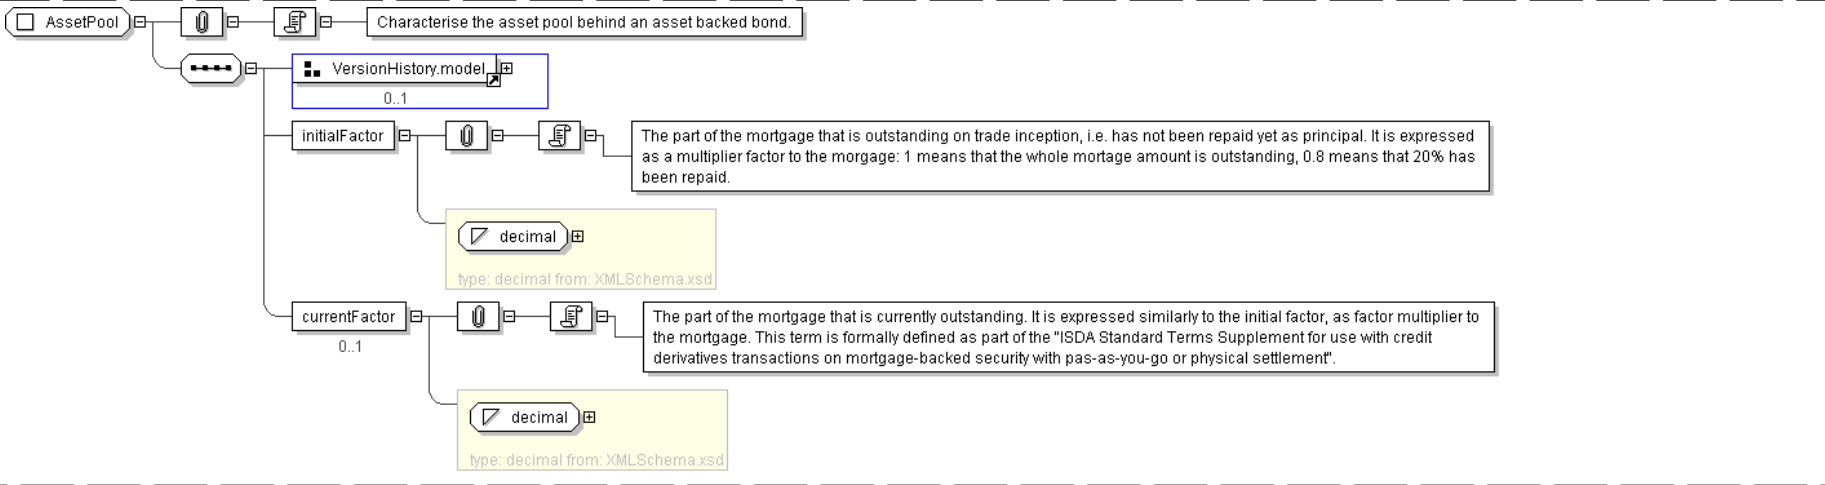 AssetPool
Characterise the asset pool behind an asset backed bond.
VersionHistory.model
0..1
initialFactor
The part of the mortgage that is outstanding on trade inception, i.e. has not been repaid yet as principal. It is expressed
as a multiplier factor to the morgage: 1 means that the whole mortage amount is outstanding, 0.8 means that 20% has
been repaid.
decimal
type: decimal from: XMLSchema.xsd
currentFactor
0..1
The part of the mortgage that is currently outstanding. It is expressed similarly to the initial factor, as factor multiplier to
the mortgage. This term is formally defined as part of the "ISDA Standard Terms Supplement for use with credit
derivatives transactions on mortgage-backed security with pas-as-you-go or physical settlement".
decimal
type: decimal from: XMLSchema.xsd